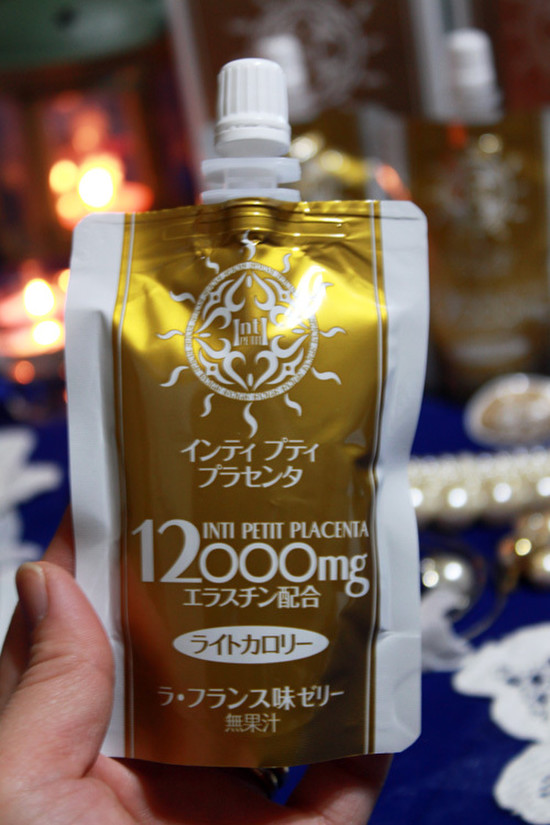 Inti
PETIT
インティ プティ
プラセンタ
INTI PETIT PLACENTA
12000mg
エラスチン配合
ライトカロリー
ラ・フランス味ゼリー
無果汁